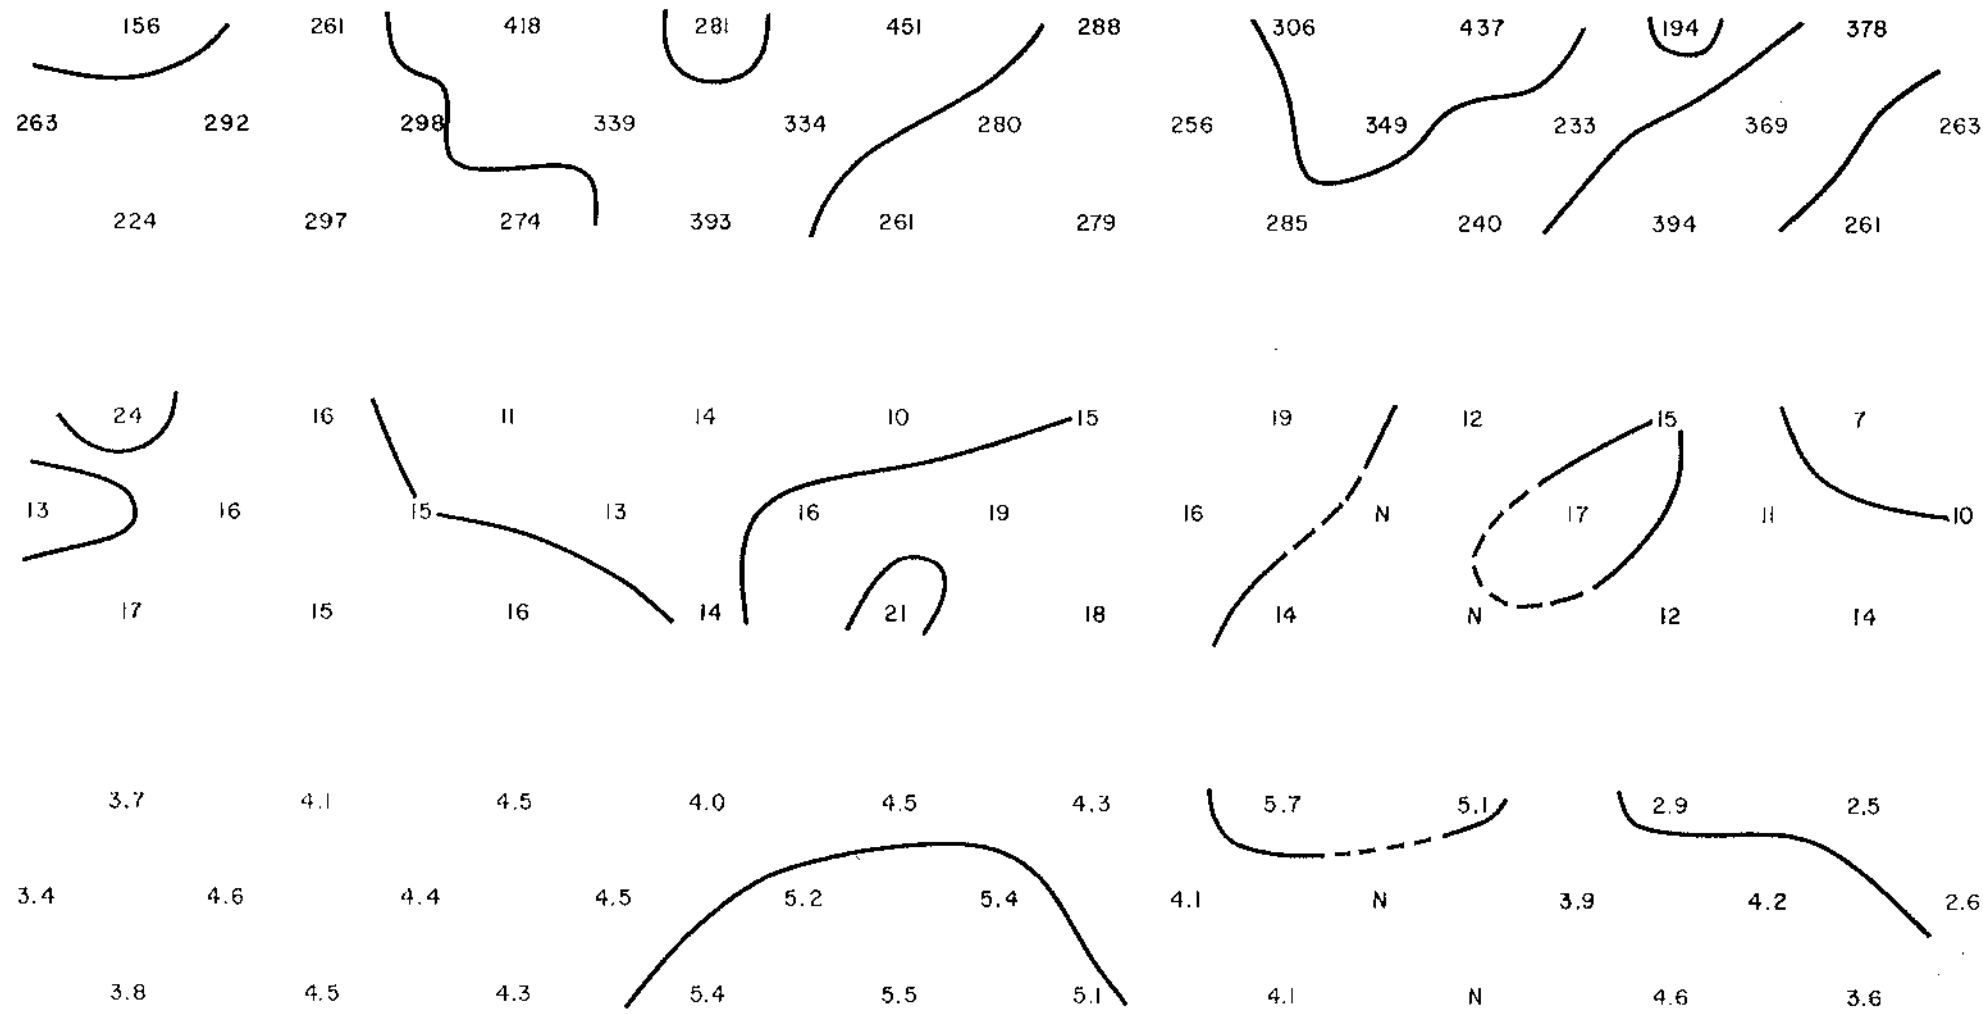 156 261 418 281 451 288 306 437 194 378
263 292 298 339 334 280 256 349 233 369 263
224 297 274 393 261 279 285 240 394 261
24 16 11 14 10 15 19 12 15 7
13 16 15 13 16 19 16 N 17 11 10
17 15 16 14 21 18 14 N 12 14
3.7 4.1 4.5 4.0 4.5 4.3 5.7 5.1 2.9 2.5
3.4 4.6 4.4 4.5 5.2 5.4 4.1 N 3.9 4.2 2.6
3.8 4.5 4.3 5.4 5.5 5.1 4.1 N 4.6 3.6